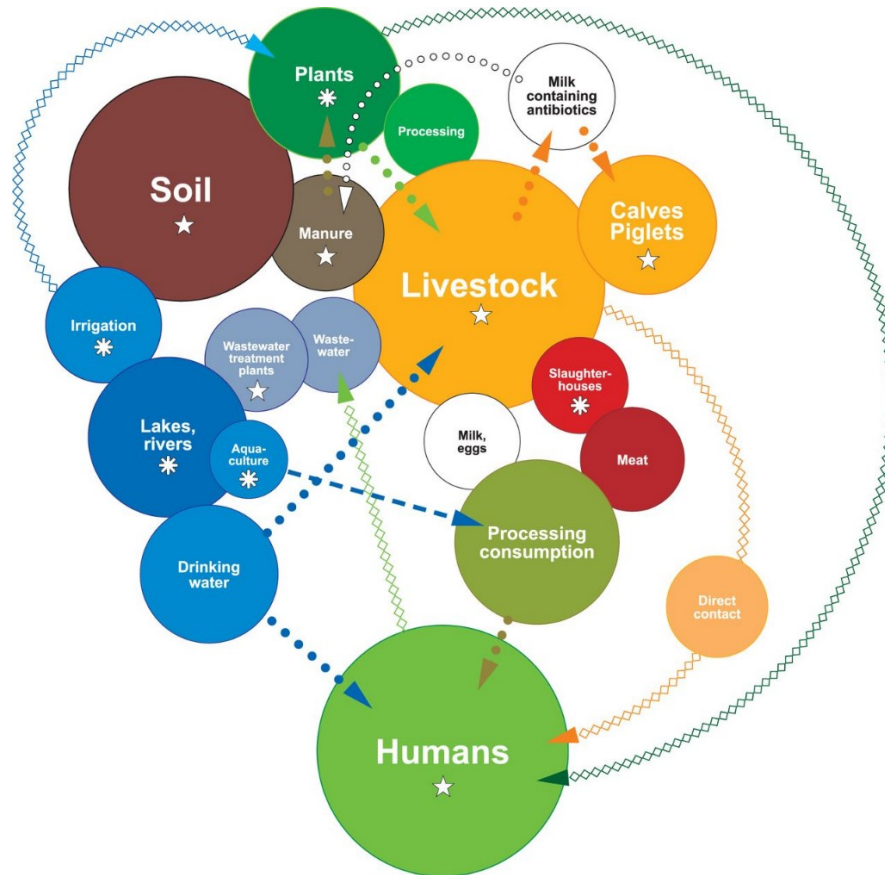 Plants
Milk
containing
antibiotics
Processing
Soil
Manure
Calves
Piglets
Livestock
Irrigation
Wastewater
treatment
plants
Waste-
water
Slaughter-
houses
Lakes,
rivers
Aqua-
culture
Milk,
eggs
Meat
Processing
consumption
Drinking
water
Direct
contact
Humans